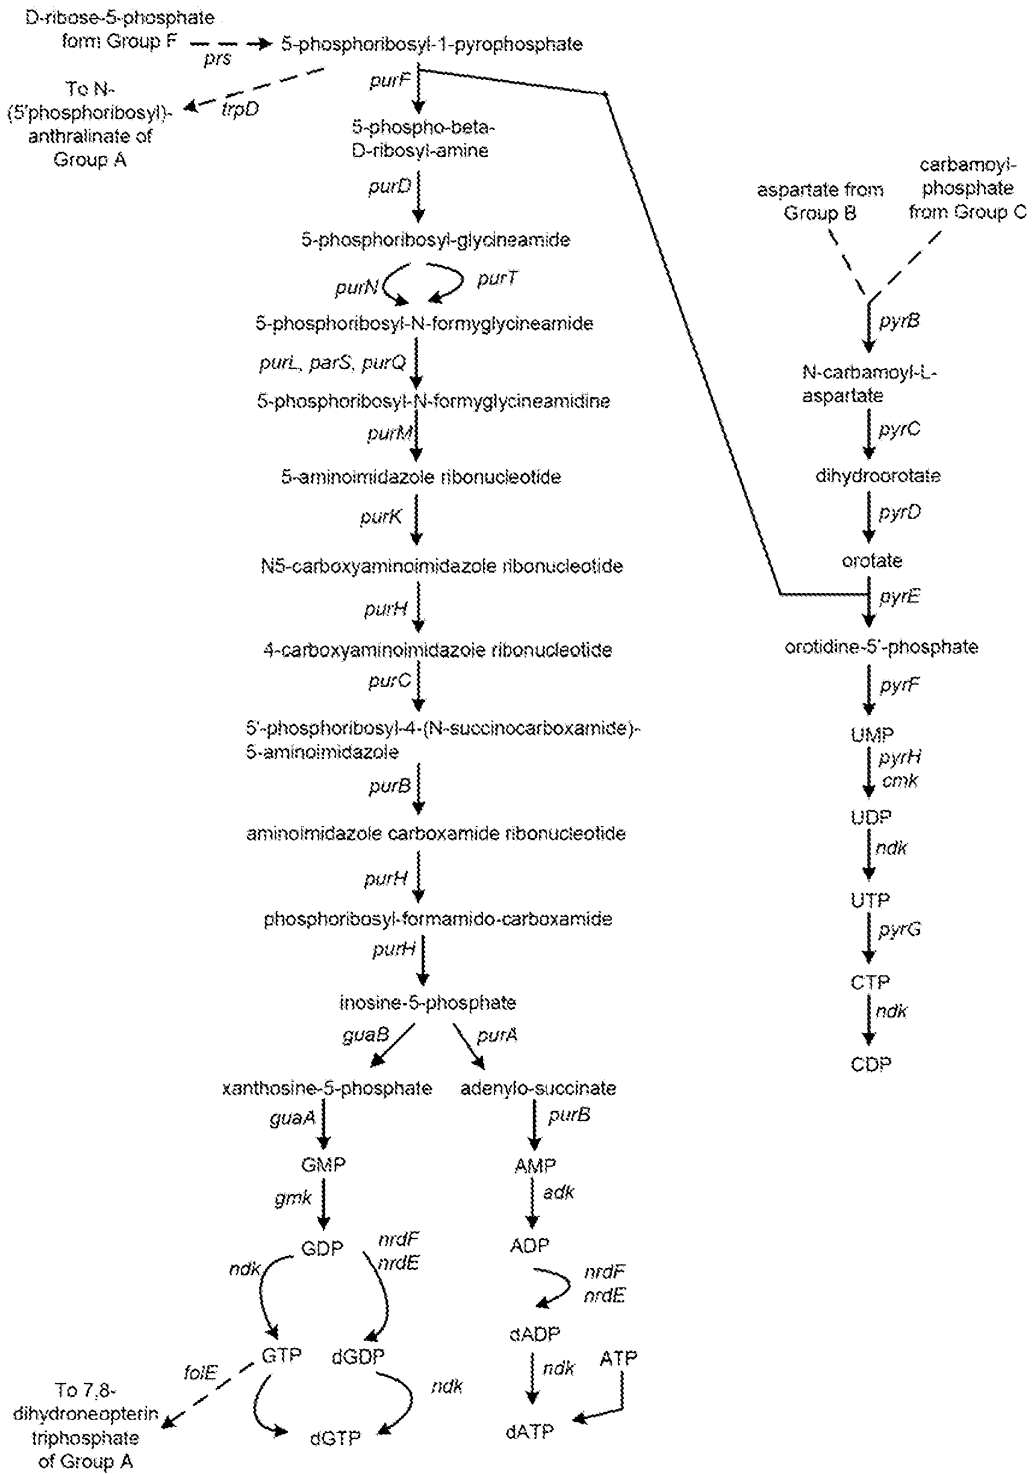 D-ribose-5-phosphate
form Group F
prs
5-phosphoribosyl-1-pyrophosphate
To N-
(5'phosphoribosyl)-
anthralinate of
Group A
trpD
purF
5-phospho-beta-
D-ribosyl-amine
purD
5-phosphoribosyl-glycineamide
purN
purT
5-phosphoribosyl-N-formyglycineamide
purL, parS, purQ
5-phosphoribosyl-N-formyglycineamidine
purM
5-aminoimidazole ribonucleotide
purK
N5-carboxyaminoimidazole ribonucleotide
purH
4-carboxyaminoimidazole ribonucleotide
purC
5'-phosphoribosyl-4-(N-succinocarboxamide)-
5-aminoimidazole
purB
aminoimidazole carboxamide ribonucleotide
purH
phosphoribosyl-formamido-carboxamide
purH
inosine-5-phosphate
guaB
purA
xanthosine-5-phosphate
adenylo-succinate
guaA
purB
GMP
AMP
gmk
adk
GDP
ADP
ndk
nrdF
nrdE
nrdF
nrdE
GTP
dGDP
dADP
folE
ndk
ndk
ATP
To 7,8-
dihydroneopterin
triphosphate
of Group A
dGTP
dATP
aspartate from
Group B
carbamoyl-
phosphate
from Group C
pyrB
N-carbamoyl-L-
aspartate
pyrC
dihydroorotate
pyrD
orotate
pyrE
orotidine-5'-phosphate
pyrF
UMP
pyrH
cmk
UDP
ndk
UTP
pyrG
CTP
ndk
CDP